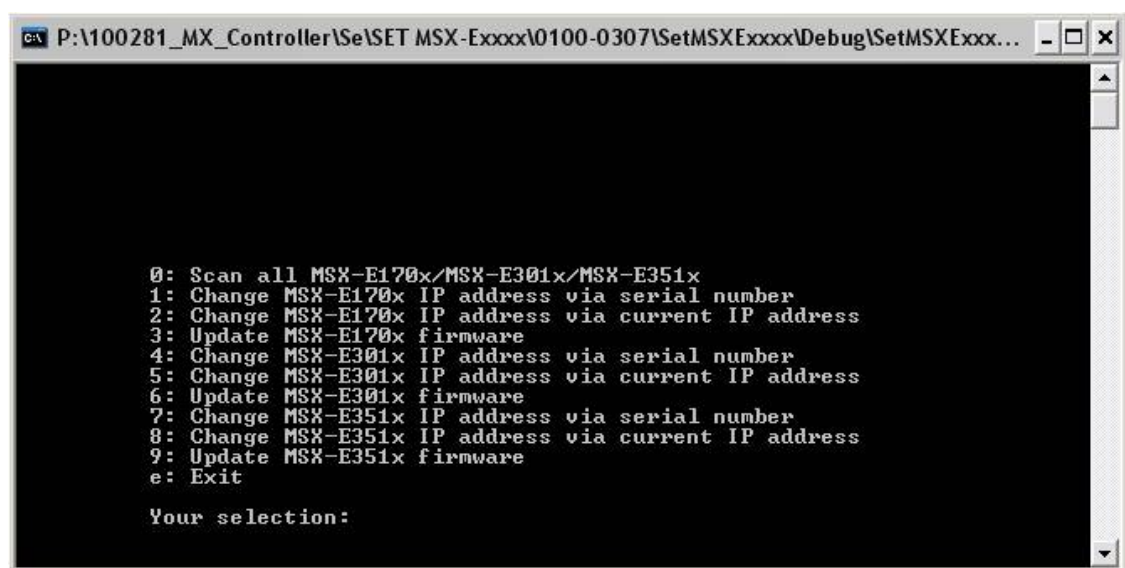 P:\100281_MX_Controller\Se\SET MSX-Exxxx\0100-0307\SetMSXExxxx\Debug\SetMSXExxx...
0: Scan all MSX-E170x/MSX-E301x/MSX-E351x
1: Change MSX-E170x IP address via serial number
2: Change MSX-E170x IP address via current IP address
3: Update MSX-E170x firmware
4: Change MSX-E301x IP address via serial number
5: Change MSX-E301x IP address via current IP address
6: Update MSX-E301x firmware
7: Change MSX-E351x IP address via serial number
8: Change MSX-E351x IP address via current IP address
9: Update MSX-E351x firmware
e: Exit
Your selection: